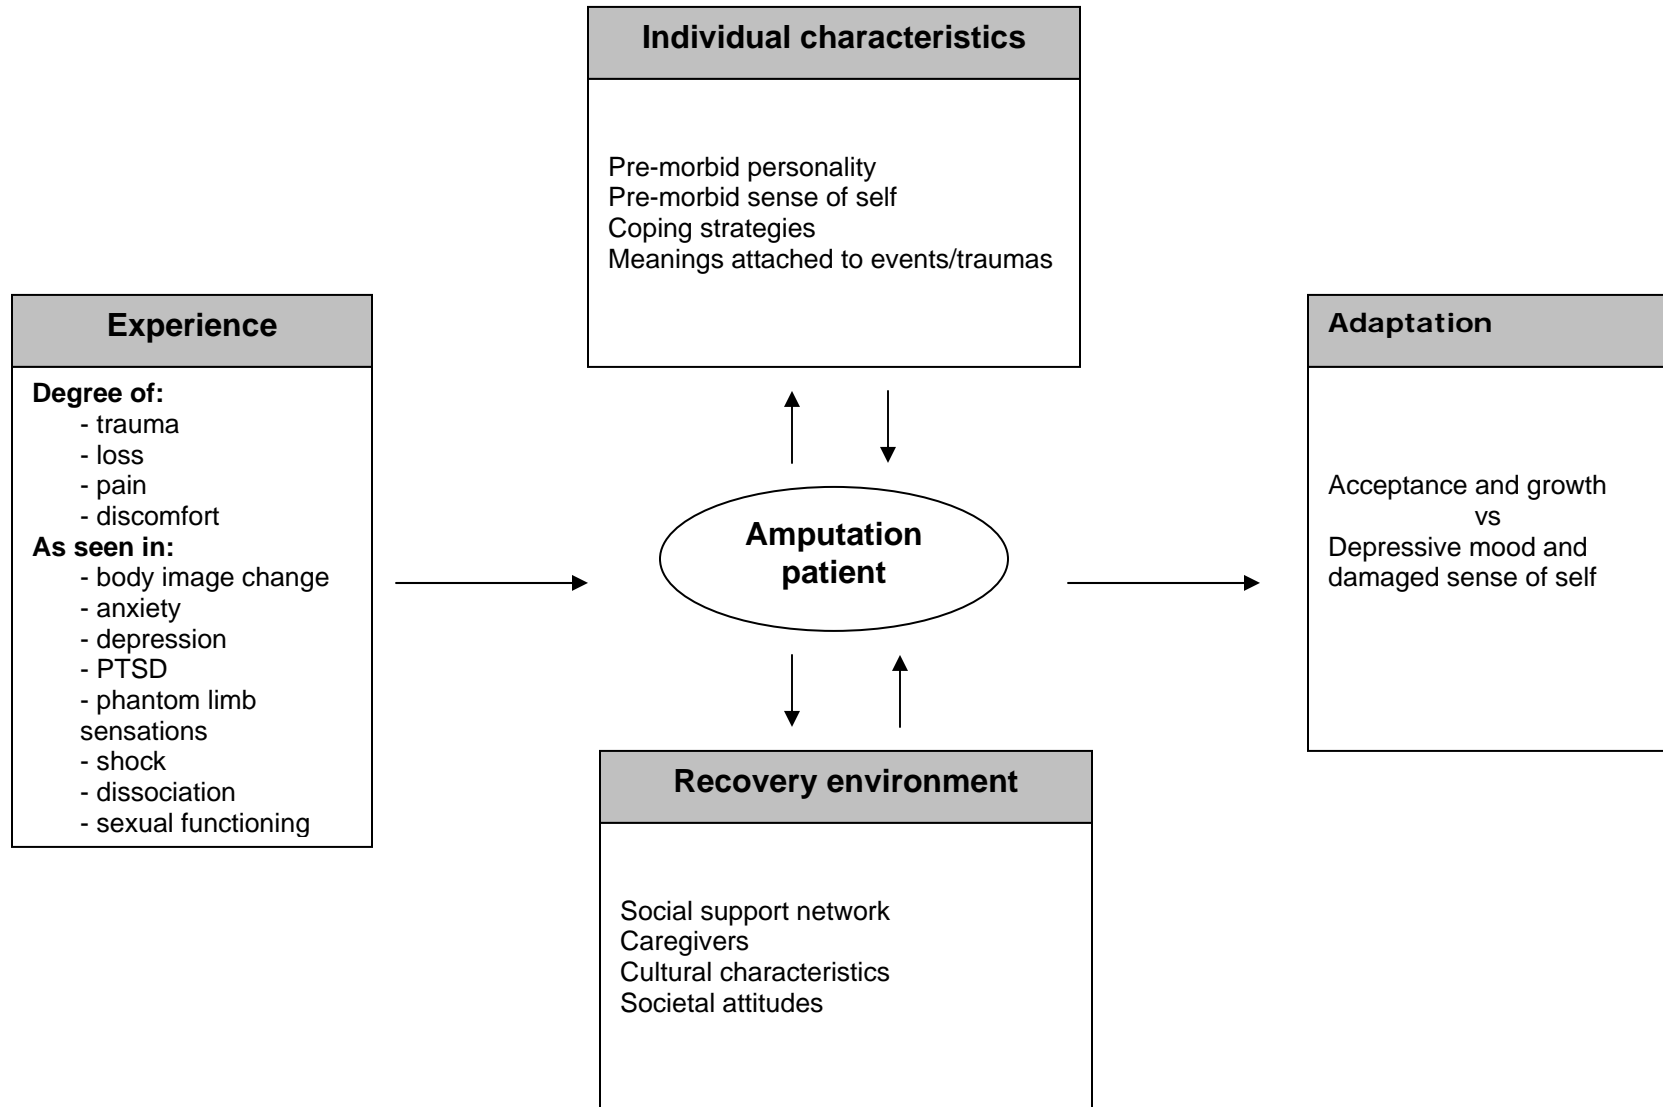 Individual characteristics
Pre-morbid personality
Pre-morbid sense of self
Coping strategies
Meanings attached to events/traumas
Experience
Degree of:
- trauma
- loss
- pain
- discomfort
As seen in:
- body image change
- anxiety
- depression
- PTSD
- phantom limb
sensations
- shock
- dissociation
- sexual functioning
Amputation
patient
Adaptation
Acceptance and growth
vs
Depressive mood and
damaged sense of self
Recovery environment
Social support network
Caregivers
Cultural characteristics
Societal attitudes